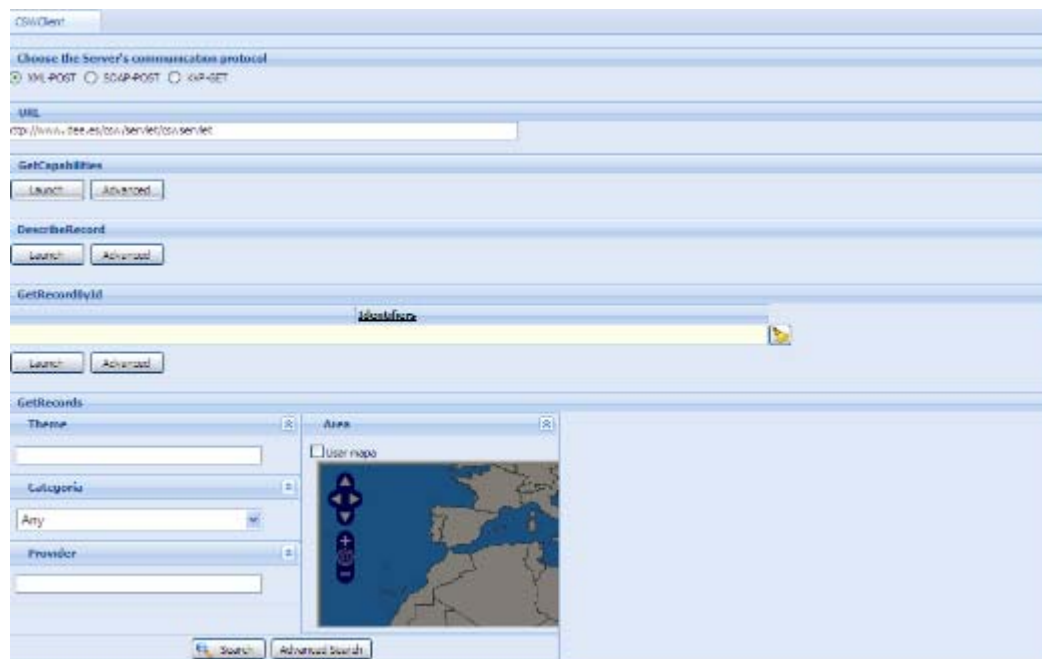 CSWClient
Choose the Server's communication protocol
XML-POST SOAP-POST KVP-GET
URL
GetCapabilities
Launch Advanced
DescribeRecord
Launch Advanced
GetRecordById
Identifiers
Launch Advanced
GetRecords
Theme
Area
User mapa
Categoria
Any
Provider
Search Advanced Search